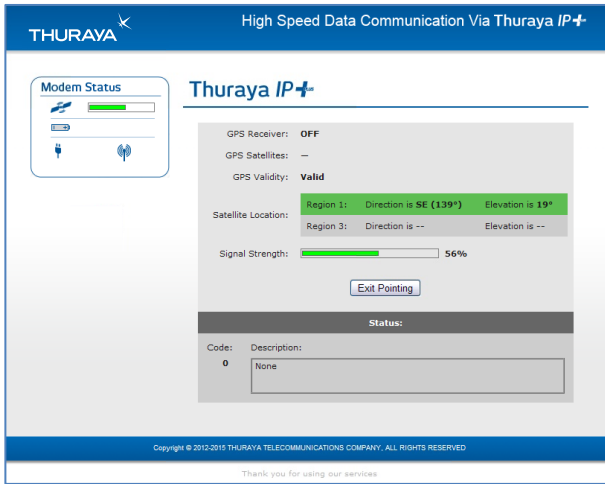 THURAYA
High Speed Data Communication Via Thuraya IP+
Modem Status
Thuraya IP+
GPS Receiver: OFF
GPS Satellites: —
GPS Validity: Valid
Satellite Location:
Region 1: Direction is SE (139°) Elevation is 19°
Region 3: Direction is -- Elevation is --
Signal Strength: 56%
Exit Pointing
Status:
Code: Description:
0 None
Copyright © 2012-2015 THURAYA TELECOMMUNICATIONS COMPANY, ALL RIGHTS RESERVED
Thank you for using our services